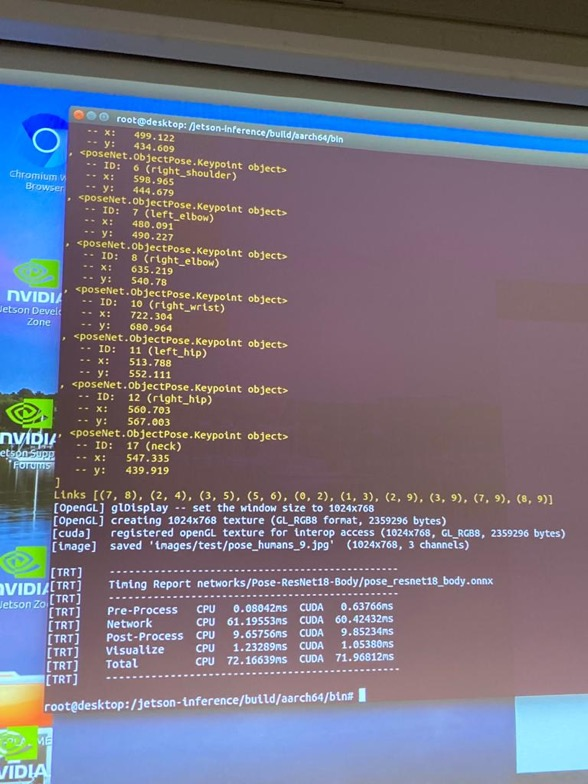 root@desktop: /jetson-inference/build/aarch64/bin
-- x: 499.122
-- y: 434.609
, <poseNet.ObjectPose.Keypoint object>
-- ID: 6 (right_shoulder)
-- x: 598.965
-- y: 444.679
, <poseNet.ObjectPose.Keypoint object>
-- ID: 7 (left_elbow)
-- x: 480.091
-- y: 490.227
, <poseNet.ObjectPose.Keypoint object>
-- ID: 8 (right_elbow)
-- x: 635.219
-- y: 540.78
, <poseNet.ObjectPose.Keypoint object>
-- ID: 10 (right_wrist)
-- x: 722.304
-- y: 680.964
, <poseNet.ObjectPose.Keypoint object>
-- ID: 11 (left_hip)
-- x: 513.788
-- y: 552.111
, <poseNet.ObjectPose.Keypoint object>
-- ID: 12 (right_hip)
-- x: 560.703
-- y: 567.003
, <poseNet.ObjectPose.Keypoint object>
-- ID: 17 (neck)
-- x: 547.335
-- y: 439.919
]
Links [(7, 8), (2, 4), (3, 5), (5, 6), (0, 2), (1, 3), (2, 9), (3, 9), (7, 9), (8, 9)]
[OpenGL] glDisplay -- set the window size to 1024x768
[OpenGL] creating 1024x768 texture (GL_RGB8 format, 2359296 bytes)
[cuda] registered openGL texture for interop access (1024x768, GL_RGB8, 2359296 bytes)
[image] saved 'images/test/pose_humans_9.jpg' (1024x768, 3 channels)
[TRT] ------------------------------------------------
[TRT] Timing Report networks/Pose-ResNet18-Body/pose_resnet18_body.onnx
[TRT] ------------------------------------------------
[TRT] Pre-Process CPU 0.08042ms CUDA 0.63766ms
[TRT] Network CPU 61.19553ms CUDA 60.42432ms
[TRT] Post-Process CPU 9.65756ms CUDA 9.85234ms
[TRT] Visualize CPU 1.23289ms CUDA 1.05380ms
[TRT] Total CPU 72.16639ms CUDA 71.96812ms
[TRT] ------------------------------------------------
root@desktop:/jetson-inference/build/aarch64/bin#
Chromium W
Browser
NVIDIA
Jetson Devel
Zone
NVIDIA
Jetson Supp
Forums
NVIDIA
Jetson Zo
NVIDIA